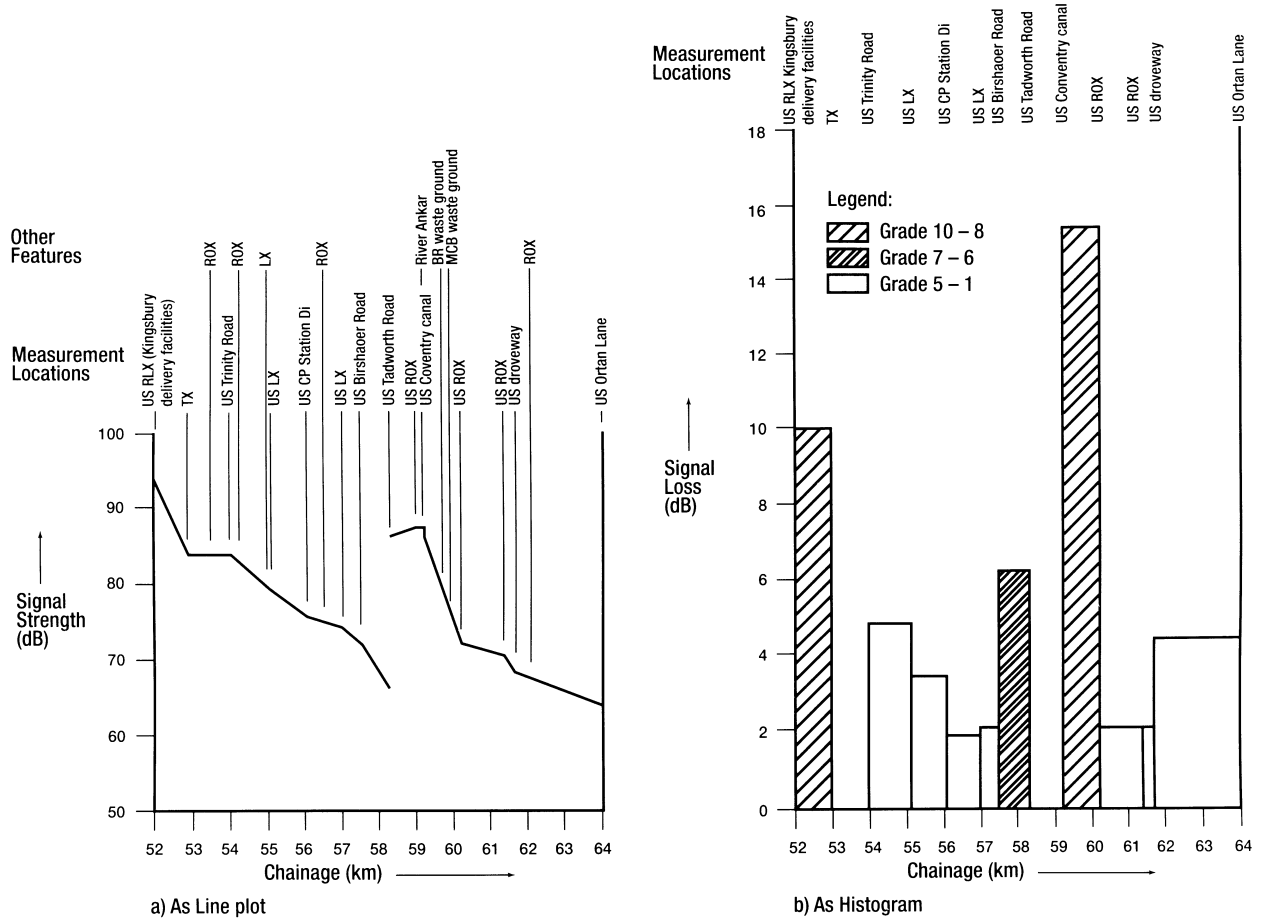 Other
Features
ROX
ROX
LX
ROX
River Ankar
BR waste ground
MCB waste ground
ROX
Measurement
Locations
US RLX (Kingsbury
delivery facilities)
TX
US Trinity Road
US LX
US CP Station Di
US LX
US Birshaoer Road
US Tadworth Road
US ROX
US Coventry canal
US ROX
US ROX
US droveway
US Ortan Lane
100
90
80
70
60
50
Signal
Strength
(dB)
52 53 54 55 56 57 58 59 60 61 62 63 64
Chainage (km)
a) As Line plot
Measurement
Locations
US RLX Kingsbury
delivery facilities
TX
US Trinity Road
US LX
US CP Station Di
US LX
US Birshaoer Road
US Tadworth Road
US Conventry canal
US ROX
US ROX
US droveway
US Ortan Lane
18
16
14
12
10
8
6
4
2
0
Legend:
Grade 10 – 8
Grade 7 – 6
Grade 5 – 1
Signal
Loss
(dB)
52 53 54 55 56 57 58 59 60 61 62 63 64
Chainage (km)
b) As Histogram